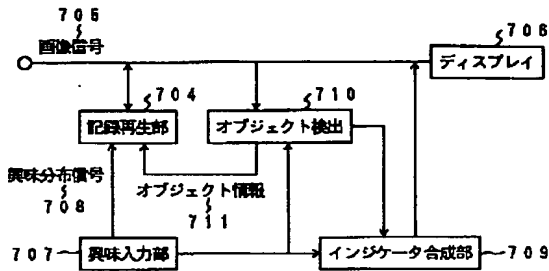 705
画像信号
706
ディスプレイ
704
記録再生部
710
オブジェクト検出
興味分布信号
708
オブジェクト情報
711
707
興味入力部
インジケータ合成部
709